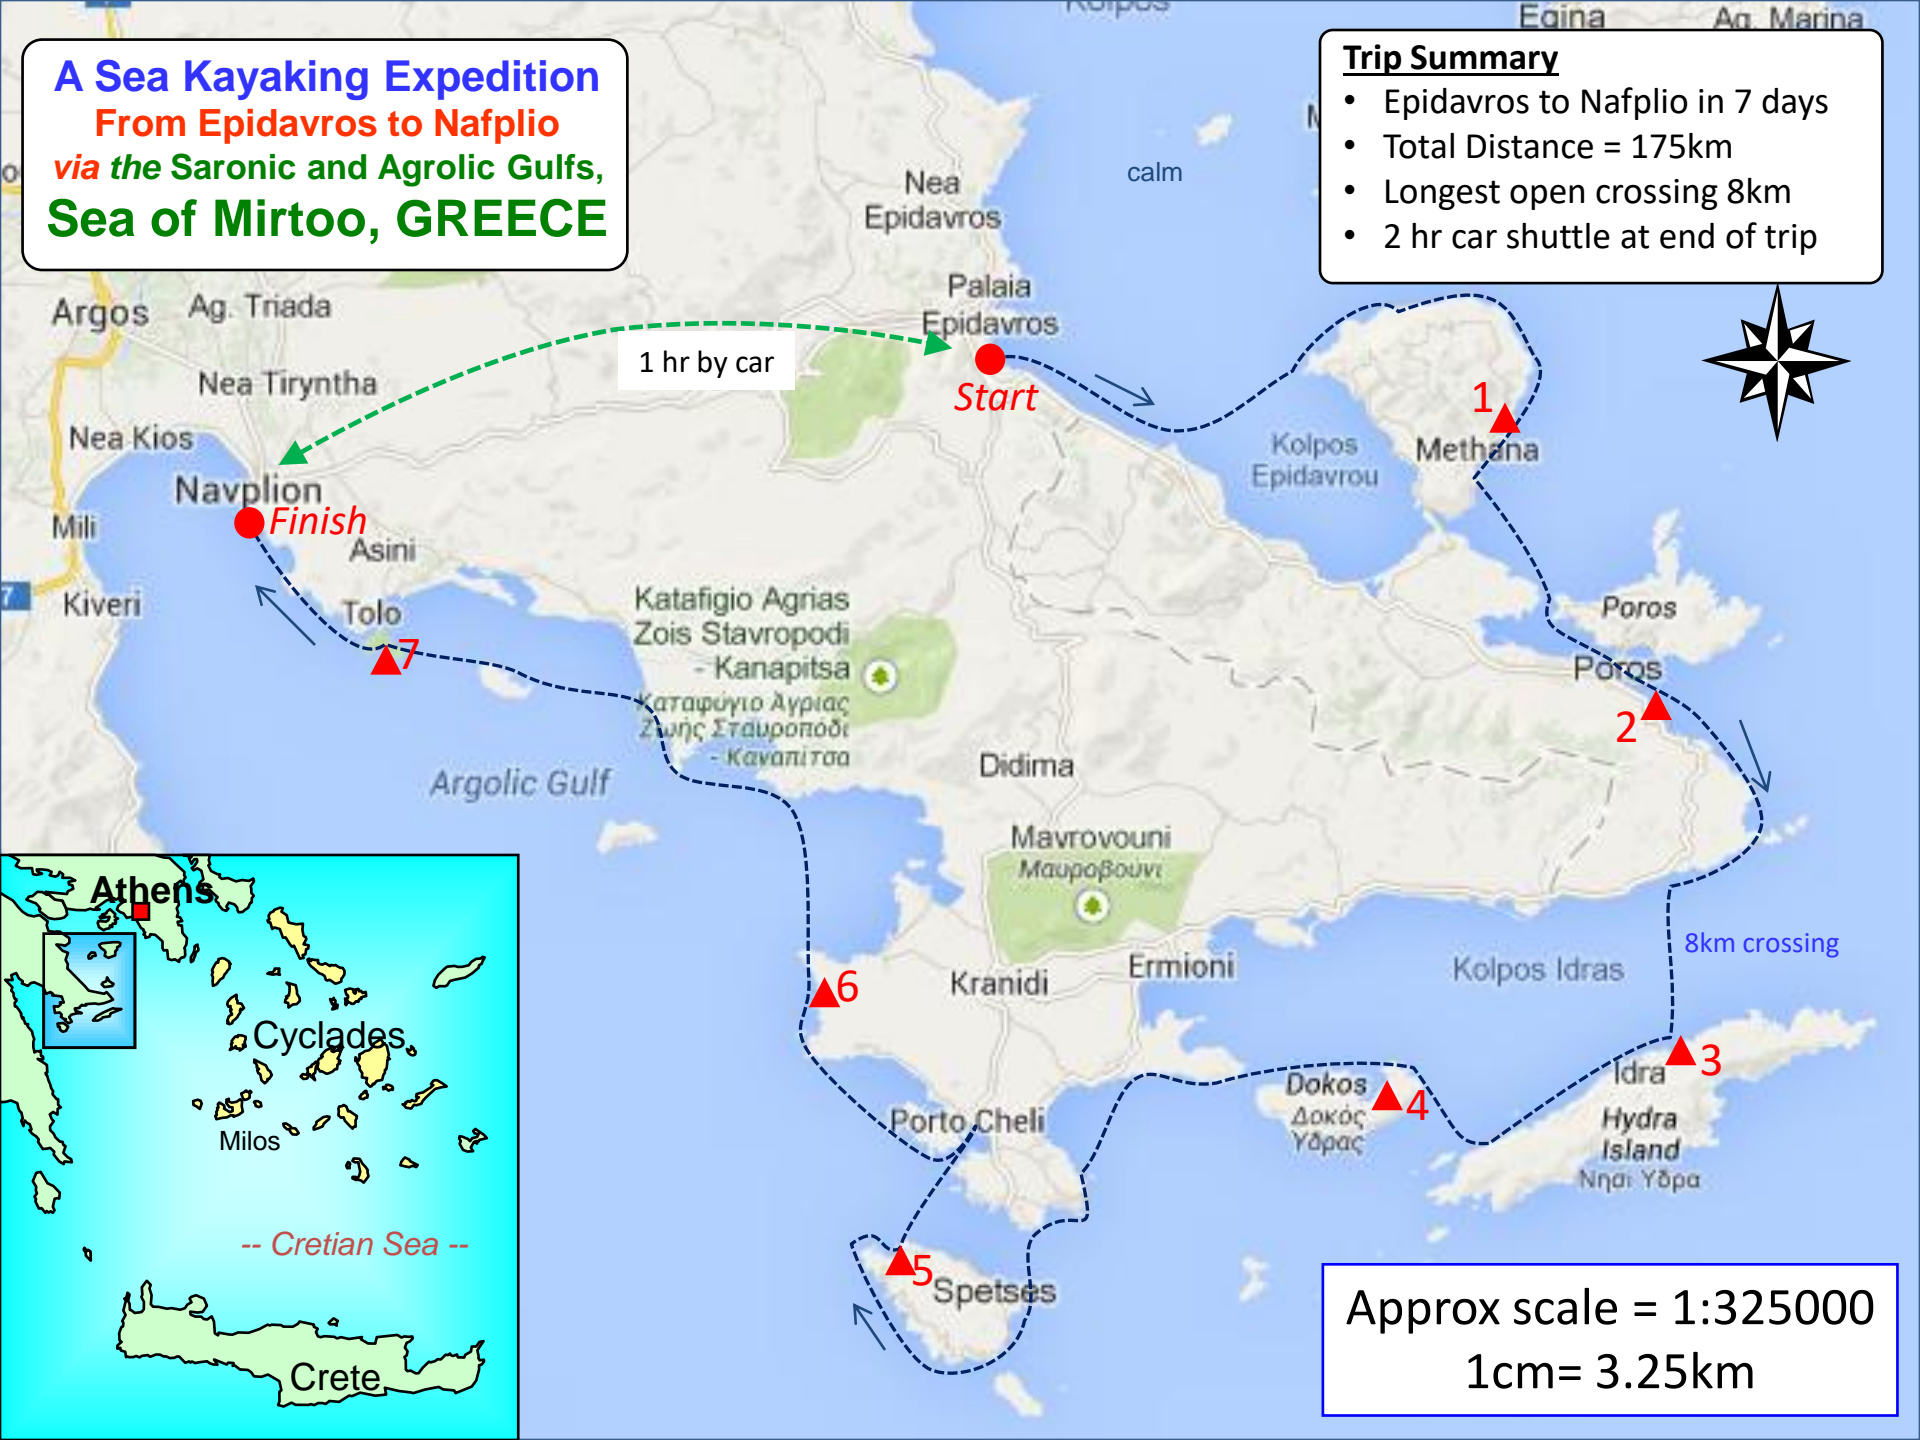 A Sea Kayaking Expedition
From Epidavros to Nafplio
via the Saronic and Agrolic Gulfs,
Sea of Mirtoo, GREECE
Kolpos
Egina
Ag. Marina
Trip Summary
• Epidavros to Nafplio in 7 days
• Total Distance = 175km
• Longest open crossing 8km
• 2 hr car shuttle at end of trip
calm
Nea
Epidavros
Palaia
Epidavros
Start
Argos
Ag. Triada
1 hr by car
Nea Tiryntha
Nea Kios
Navplion
Finish
Mili
Asini
7
Kiveri
Tolo
7
1
Methana
Kolpos
Epidavrou
Poros
Poros
2
Katafigio Agrias
Zois Stavropodi
- Kanapitsa
Καταφύγιο Άγριας
Ζωής Σταυροπόδι
- Καναπίτσα
Argolic Gulf
Didima
Mavrovouni
Μαυροβούνι
8km crossing
Kolpos Idras
Ermioni
Kranidi
6
3
Idra
Hydra
Island
Νησί Ύδρα
Dokos
Δοκός
Ύδρας
4
Porto Cheli
5
Spetses
Athens
Cyclades
Milos
-- Cretian Sea --
Crete
Approx scale = 1:325000
1cm= 3.25km